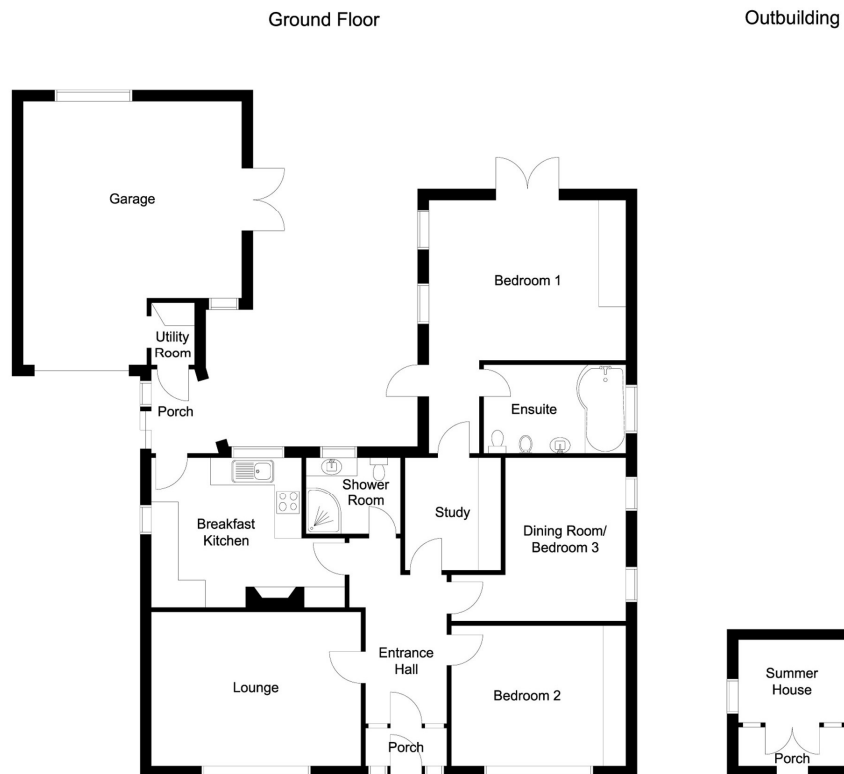 Ground Floor
Outbuilding
Garage
Bedroom 1
Utility
Room
Ensuite
Porch
Shower
Room
Study
Breakfast
Kitchen
Dining Room/
Bedroom 3
Entrance
Hall
Lounge
Bedroom 2
Porch
Summer
House
Porch